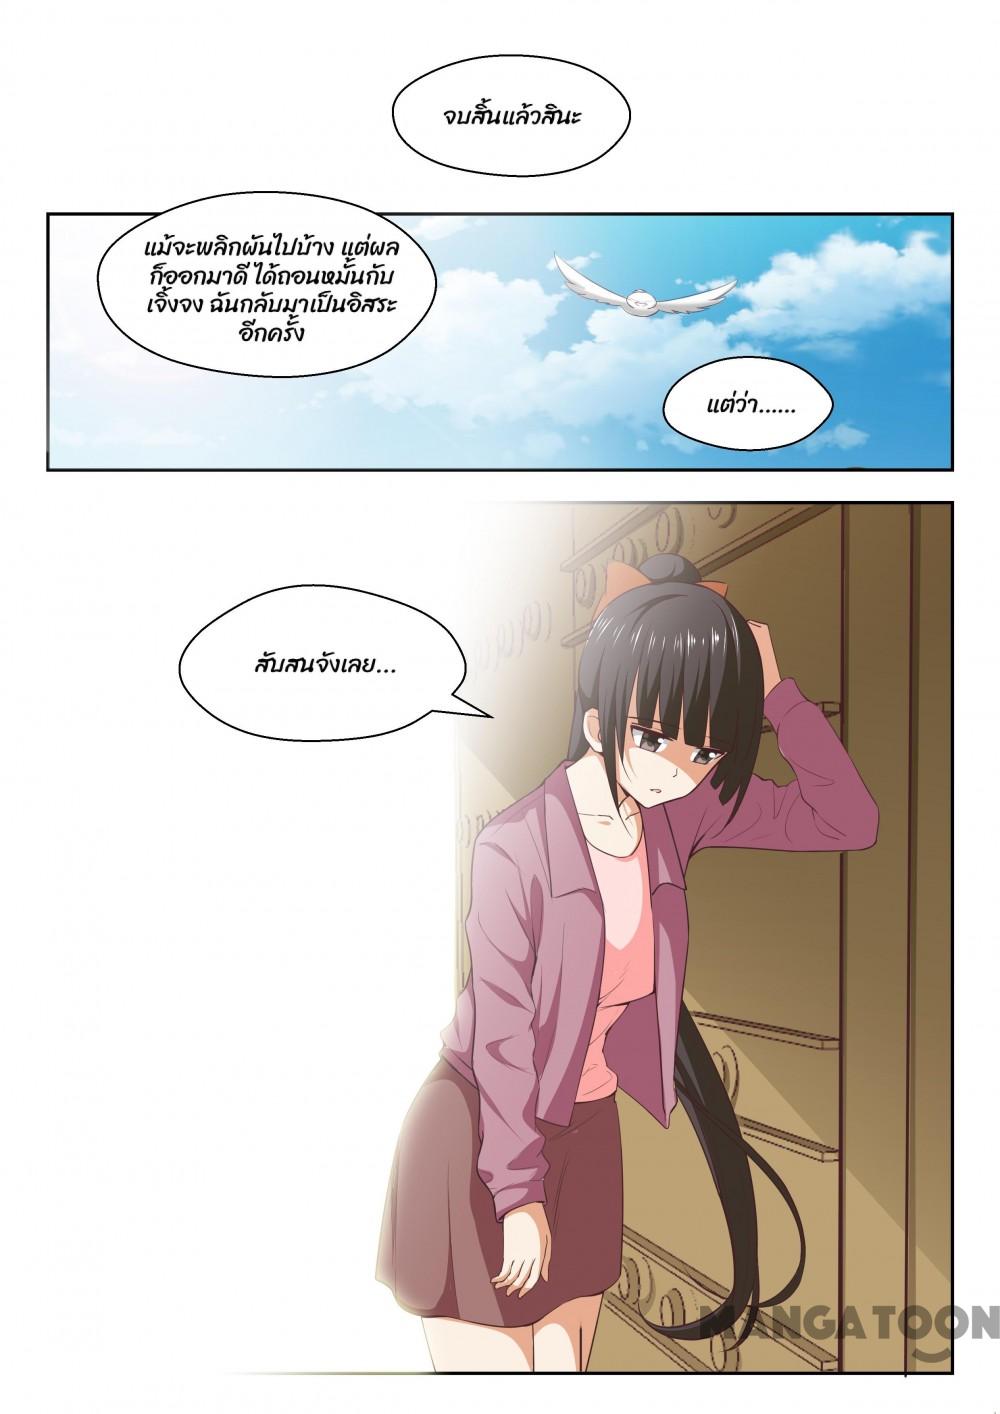 จบสิ้นแล้วสินะ
แม้จะพลิกผันไปบ้าง แต่ผล
ก็ออกมาดี ได้ถอนหมั้นกับ
เจิ้งจง ฉันกลับมาเป็นอิสระ
อีกครั้ง
แต่ว่า......
สับสนจังเลย...
MANGATOON